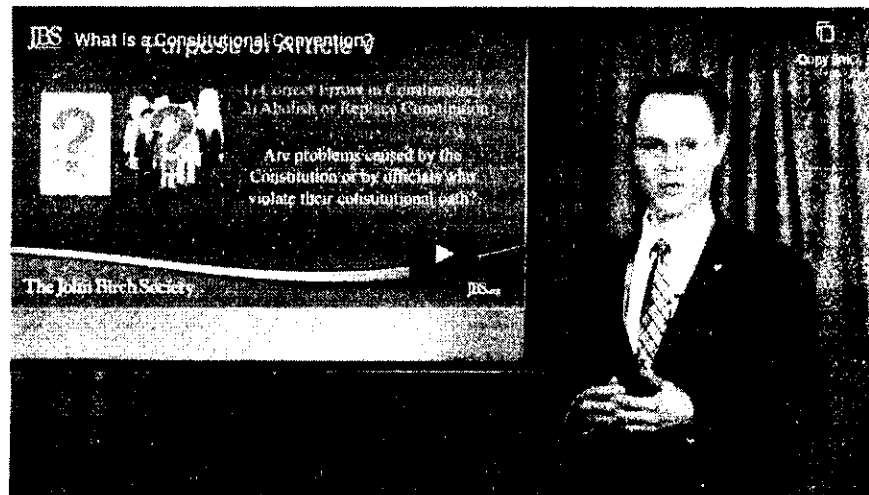 JBS What is a Constitutional Convention?
Purpose of Article V
Copy link
1) Correct Errors in Constitution
2) Abolish or Replace Constitution
Are problems caused by the
Constitution or by officials who
violate their constitutional oath?
The John Birch Society
JBS.org